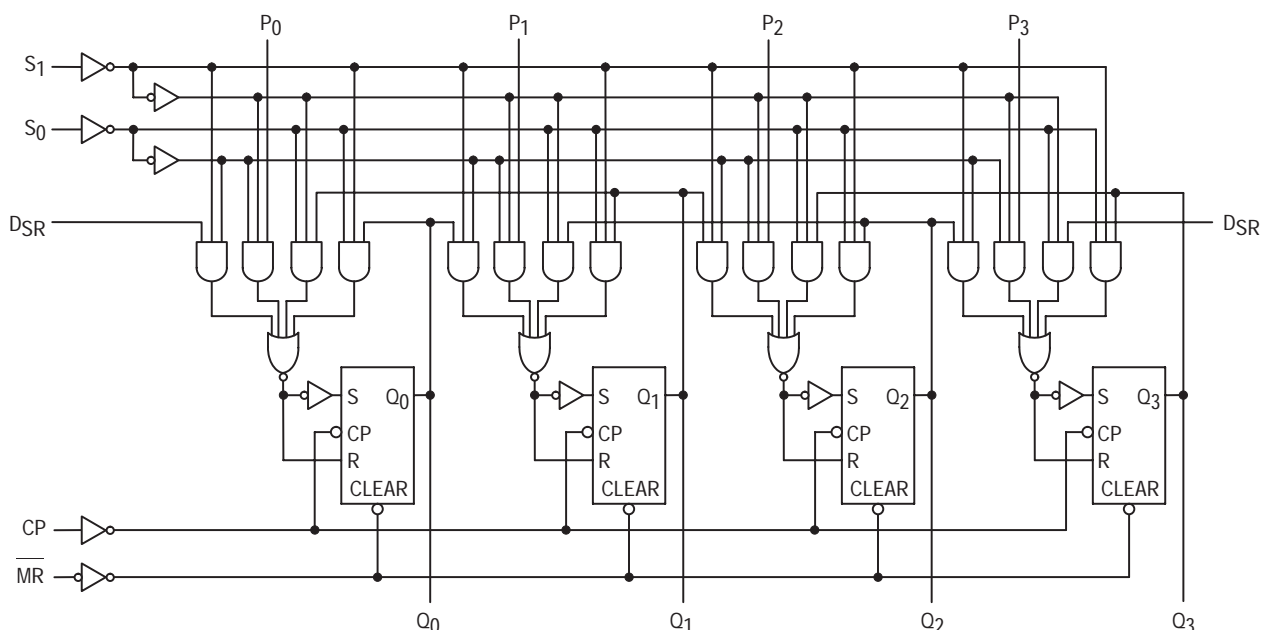 P0 P1 P2 P3
S1
S0
DSR DSR
S Q0 S Q1 S Q2 S Q3
CP CP CP CP
R R R R
CLEAR CLEAR CLEAR CLEAR
CP
MR
Q0 Q1 Q2 Q3